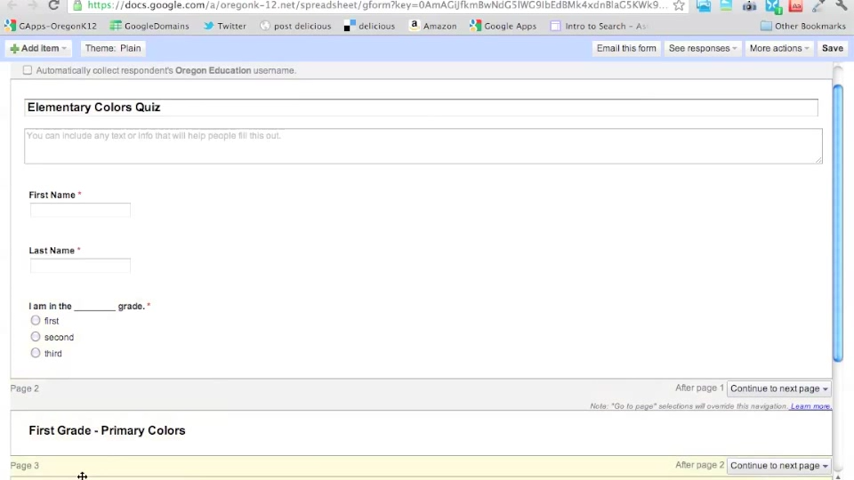 https://docs.google.com/a/oregonk-12.net/spreadsheet/gform?key=
GApps-OregonK12 GoogleDomains Twitter post delicious delicious Amazon Google Apps Intro to Search - As Other Bookmarks
Add item Theme: Plain Email this form See responses More actions Save
Automatically collect respondent's Oregon Education username.
Elementary Colors Quiz
You can include any text or info that will help people fill this out.
First Name *
Last Name *
I am in the ________ grade. *
first
second
third
Page 2 After page 1 Continue to next page
Note: "Go to page" selections will override this navigation. Learn more.
First Grade - Primary Colors
Page 3 After page 2 Continue to next page